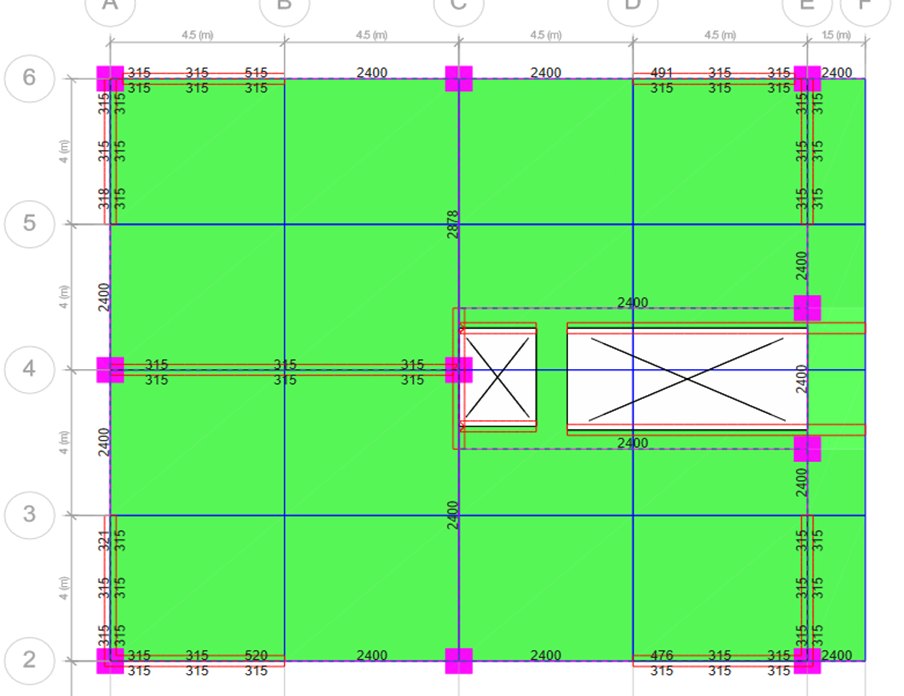 A B C D E F
4.5 (m) 4.5 (m) 4.5 (m) 4.5 (m) 1.5 (m)
6 315 315 515 2400 2400 491 315 315 2400
315 315 315 315 315 315
315 315 315 315
4 (m) 315 315 315 315
318 315 315 315
5 2878
2400
4 (m) 2400 2400
4 315 315 315
315 315 315 2400
4 (m) 2400 2400
2400
3 2400
321 315 315 315
4 (m) 315 315 315 315
315 315 315 315
2 315 315 520 2400 2400 476 315 315 2400
315 315 315 315 315 315